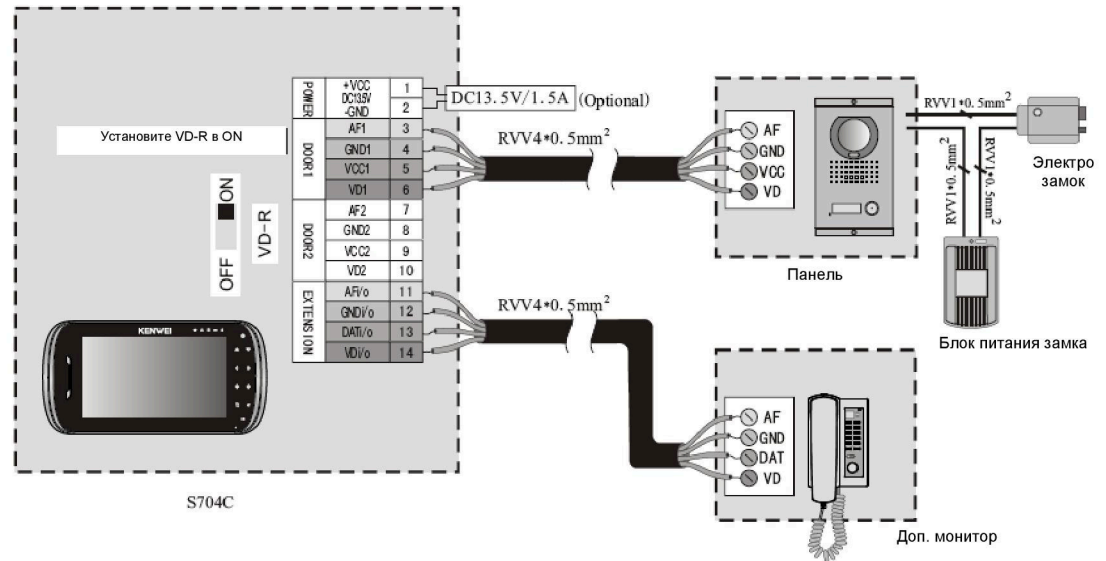 Установите VD-R в ON
OFF
ON
VD-R
POWER
+VCC
DC13.5V
-GND
1
2
DC13.5V/1.5A (Optional)
DOOR1
AF1 3
GND1 4
VCC1 5
VD1 6
DOOR2
AF2 7
GND2 8
VCC2 9
VD2 10
EXTENSION
AFi/o 11
GNDi/o 12
DATi/o 13
VDi/o 14
KENWEI
S704C
RVV4*0.5mm²
AF
GND
VCC
VD
Панель
RVV1*0.5mm²
RVV1*0.5mm²
RVV1*0.5mm²
Электро
замок
Блок питания замка
RVV4*0.5mm²
AF
GND
DAT
VD
Доп. монитор